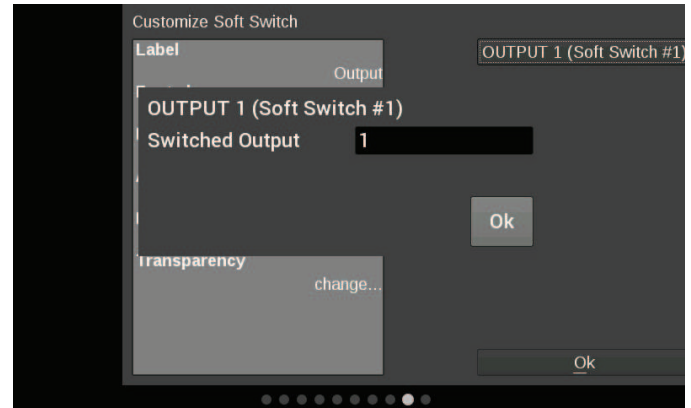 Customize Soft Switch
Label
OUTPUT 1 (Soft Switch #1)
Output
OUTPUT 1 (Soft Switch #1)
Switched Output
1
Ok
Transparency
change...
Ok